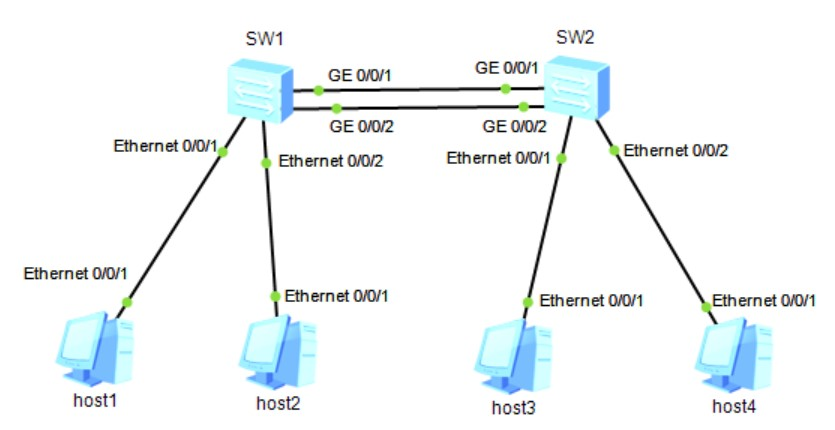 SW1
SW2
GE 0/0/1
GE 0/0/1
GE 0/0/2
GE 0/0/2
Ethernet 0/0/1
Ethernet 0/0/2
Ethernet 0/0/1
Ethernet 0/0/2
Ethernet 0/0/1
Ethernet 0/0/1
Ethernet 0/0/1
Ethernet 0/0/1
host1
host2
host3
host4